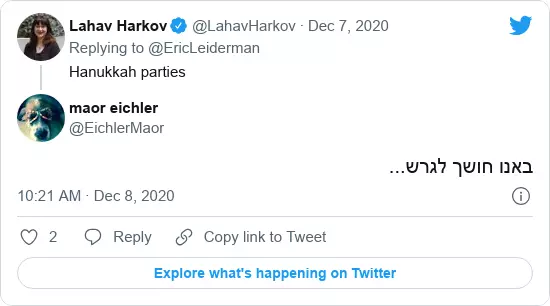 Lahav Harkov @LahavHarkov · Dec 7, 2020
Replying to @EricLeiderman
Hanukkah parties
maor eichler
@EichlerMaor
באנו חושך לגרש...
10:21 AM · Dec 8, 2020
2 Reply Copy link to Tweet
Explore what's happening on Twitter